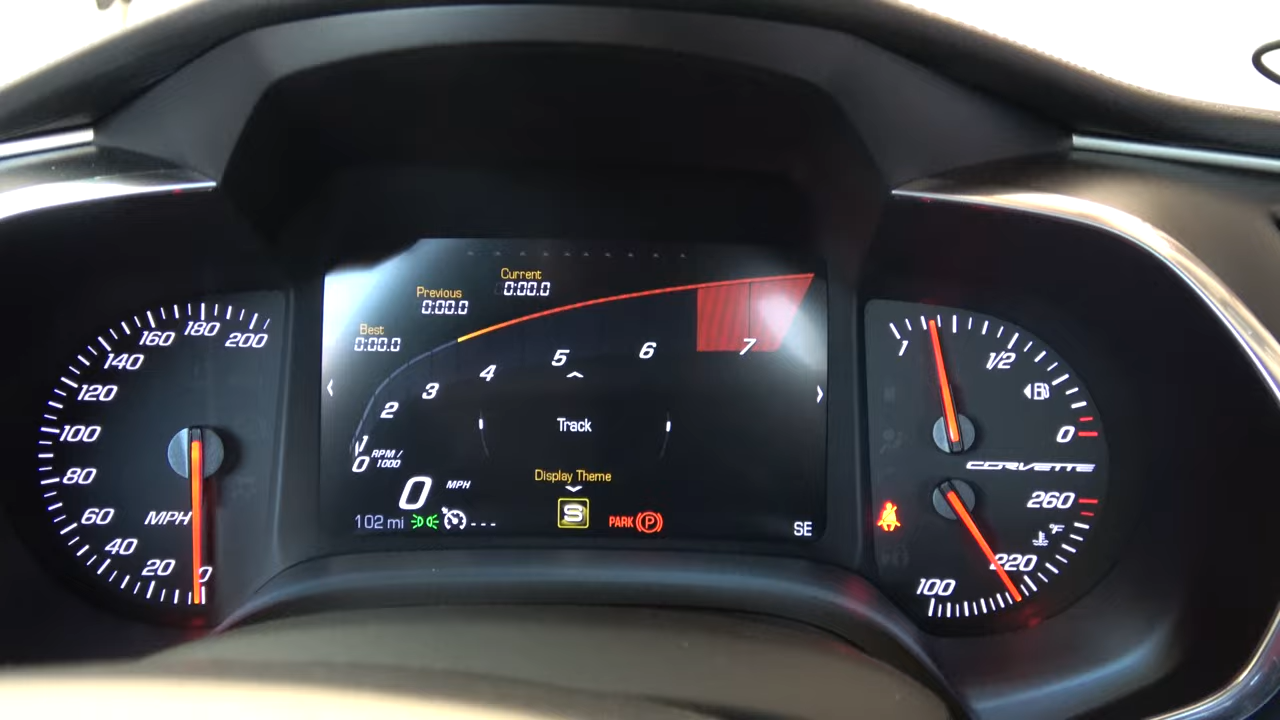 Current
0:00.0
Previous
0:00.0
Best
0:00.0
0
1
2
3
4
5
6
7
RPM / 1000
‹
›
Track
Display Theme
0 MPH
102 mi
---
S
PARK P
SE
0
20
40
60
80
100
120
140
160
180
200
MPH
1
1/2
0
CORVETTE
260
°F
220
100